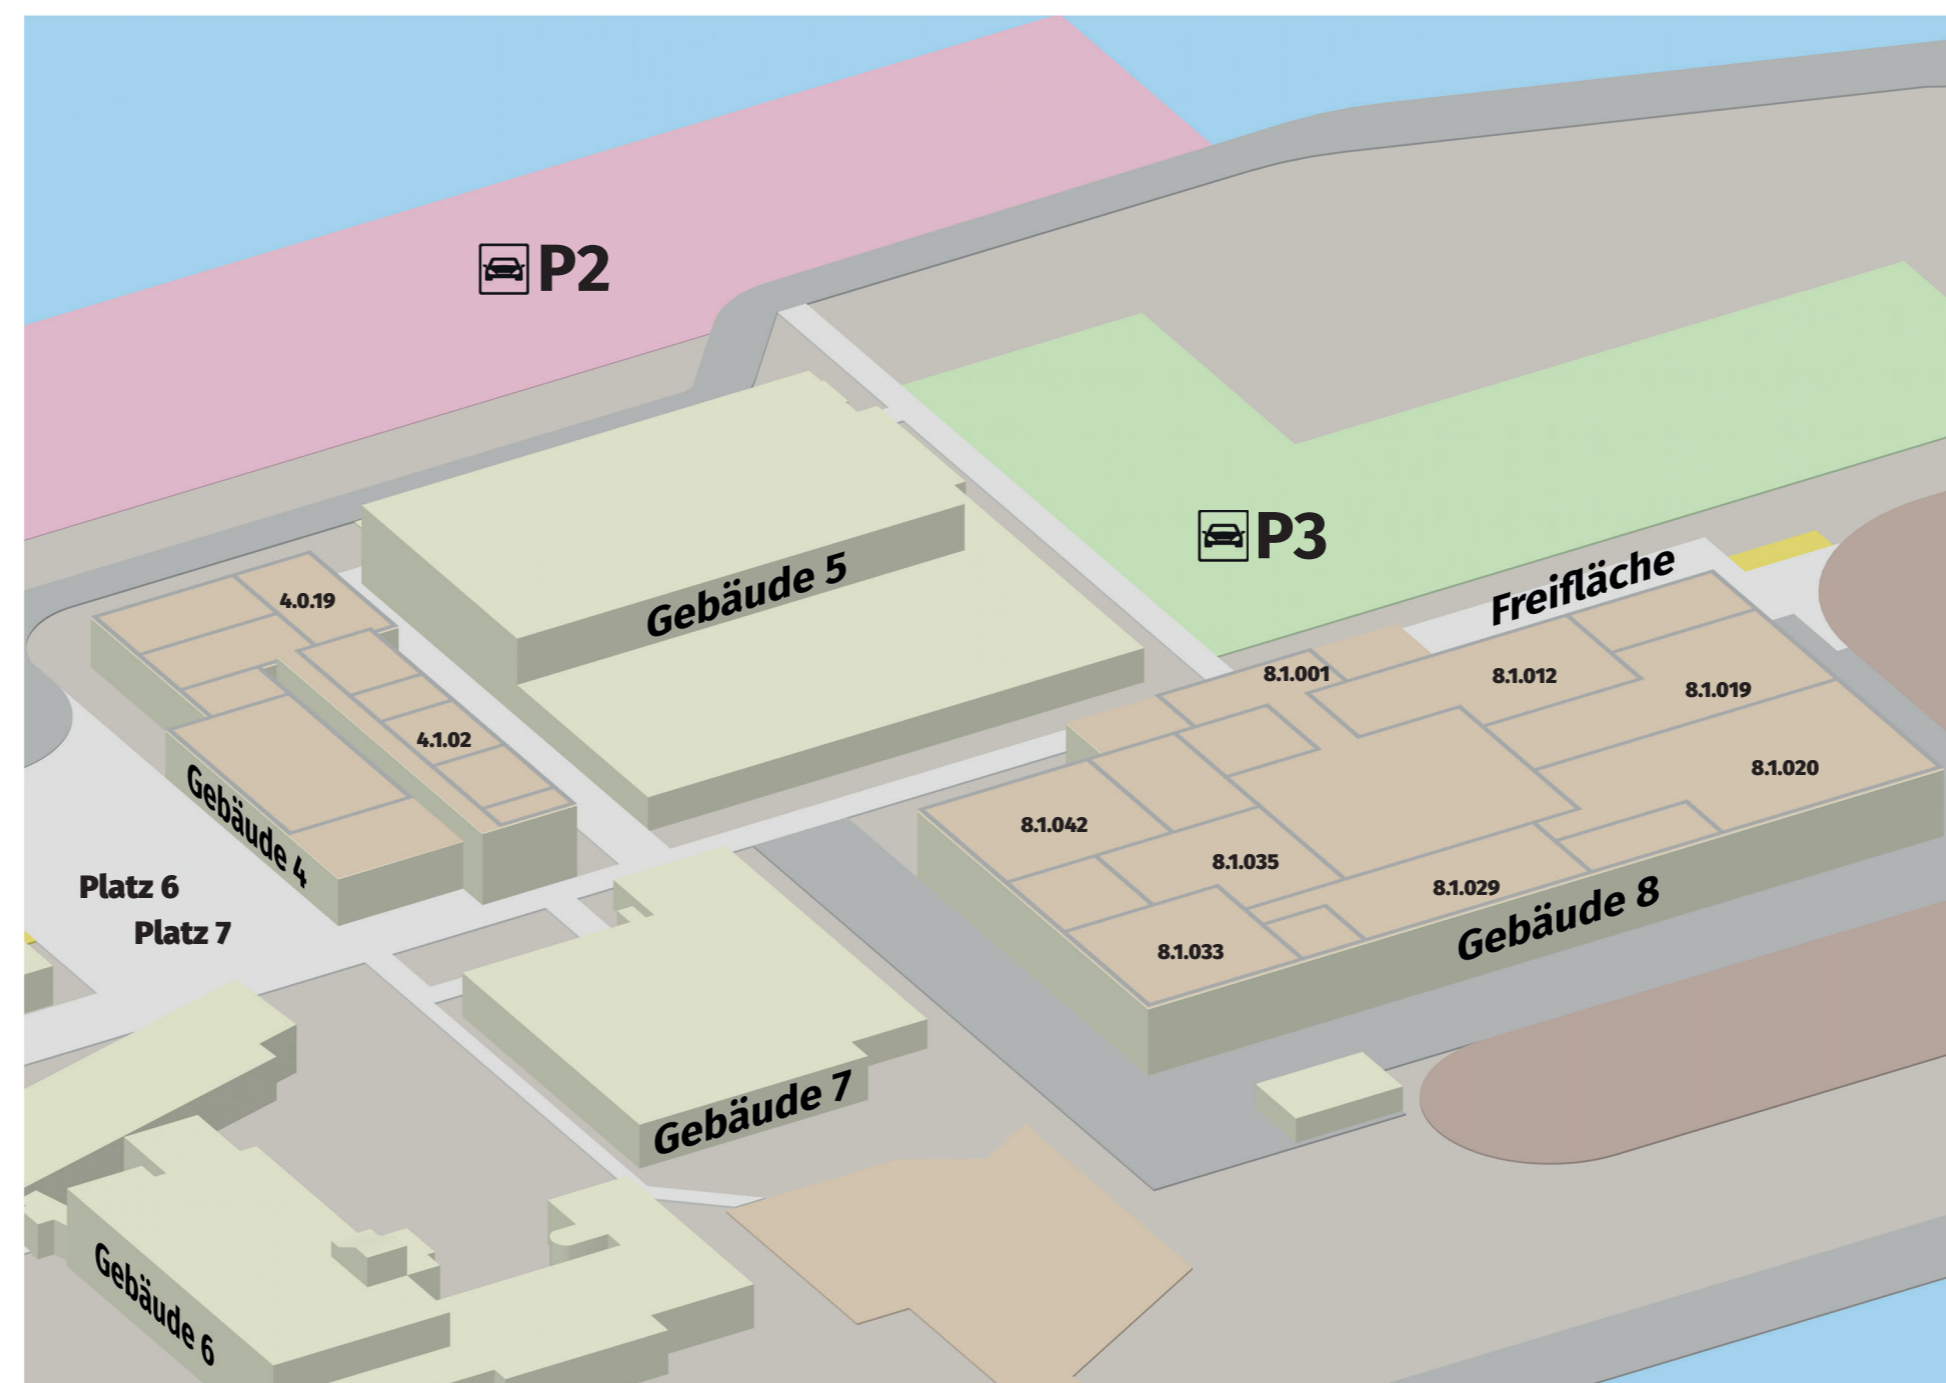 P2
P3
Gebäude 5
Freifläche
4.0.19
8.1.001
8.1.012
8.1.019
4.1.02
8.1.020
Gebäude 4
8.1.042
8.1.035
8.1.029
Gebäude 8
Platz 6
Platz 7
8.1.033
Gebäude 7
Gebäude 6